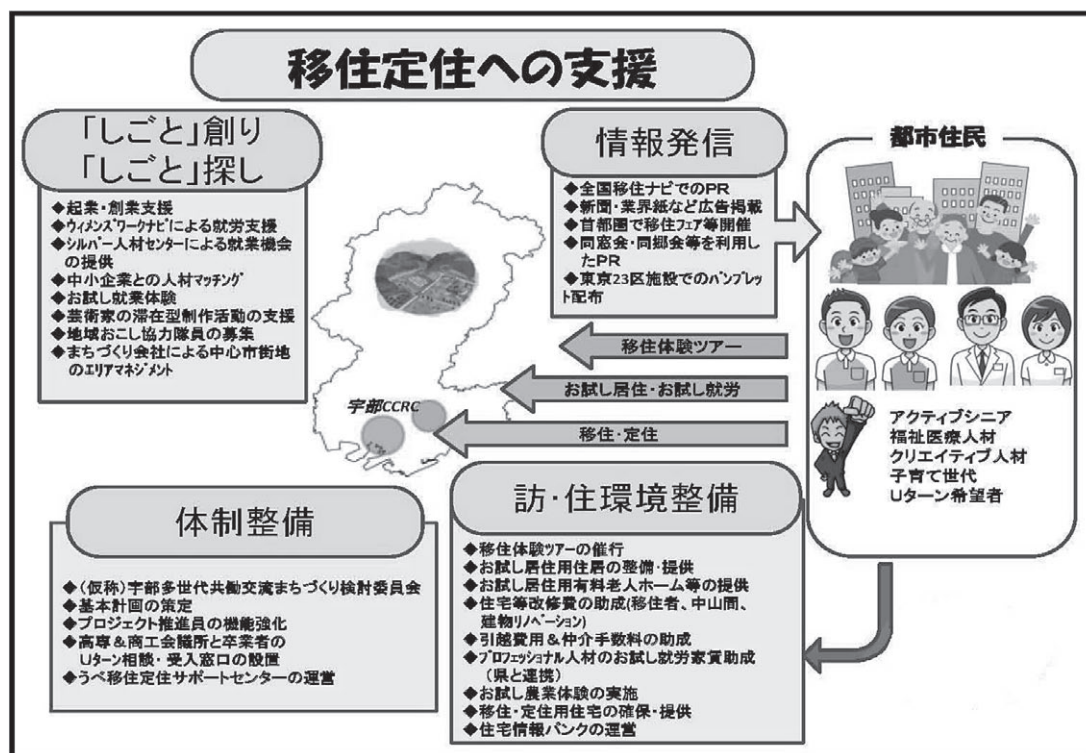 移住定住への支援
「しごと」創り
「しごと」探し
◆起業・創業支援
◆ウィメンズワークナビによる就労支援
◆シルバー人材センターによる就業機会
の提供
◆中小企業との人材マッチング
◆お試し就業体験
◆芸術家の滞在型制作活動の支援
◆地域おこし協力隊員の募集
◆まちづくり会社による中心市街地
のエリアマネジメント
情報発信
◆全国移住ナビでのPR
◆新聞・業界紙など広告掲載
◆首都圏で移住フェア等開催
◆同窓会・同郷会等を利用し
たPR
◆東京23区施設でのパンフレッ
ト配布
都市住民
アクティブシニア
福祉医療人材
クリエイティブ人材
子育て世代
Uターン希望者
移住体験ツアー
お試し居住・お試し就労
移住・定住
宇部CCRC
体制整備
◆(仮称)宇部多世代共働交流まちづくり検討委員会
◆基本計画の策定
◆プロジェクト推進員の機能強化
◆高専&商工会議所と卒業者の
Uターン相談・受入窓口の設置
◆うべ移住定住サポートセンターの運営
訪・住環境整備
◆移住体験ツアーの催行
◆お試し居住用住居の整備・提供
◆お試し居住用有料老人ホーム等の提供
◆住宅等改修費の助成(移住者、中山間、
建物リノベーション)
◆引越費用&仲介手数料の助成
◆プロフェッショナル人材のお試し就労家賃助成
(県と連携)
◆お試し農業体験の実施
◆移住・定住用住宅の確保・提供
◆住宅情報バンクの運営